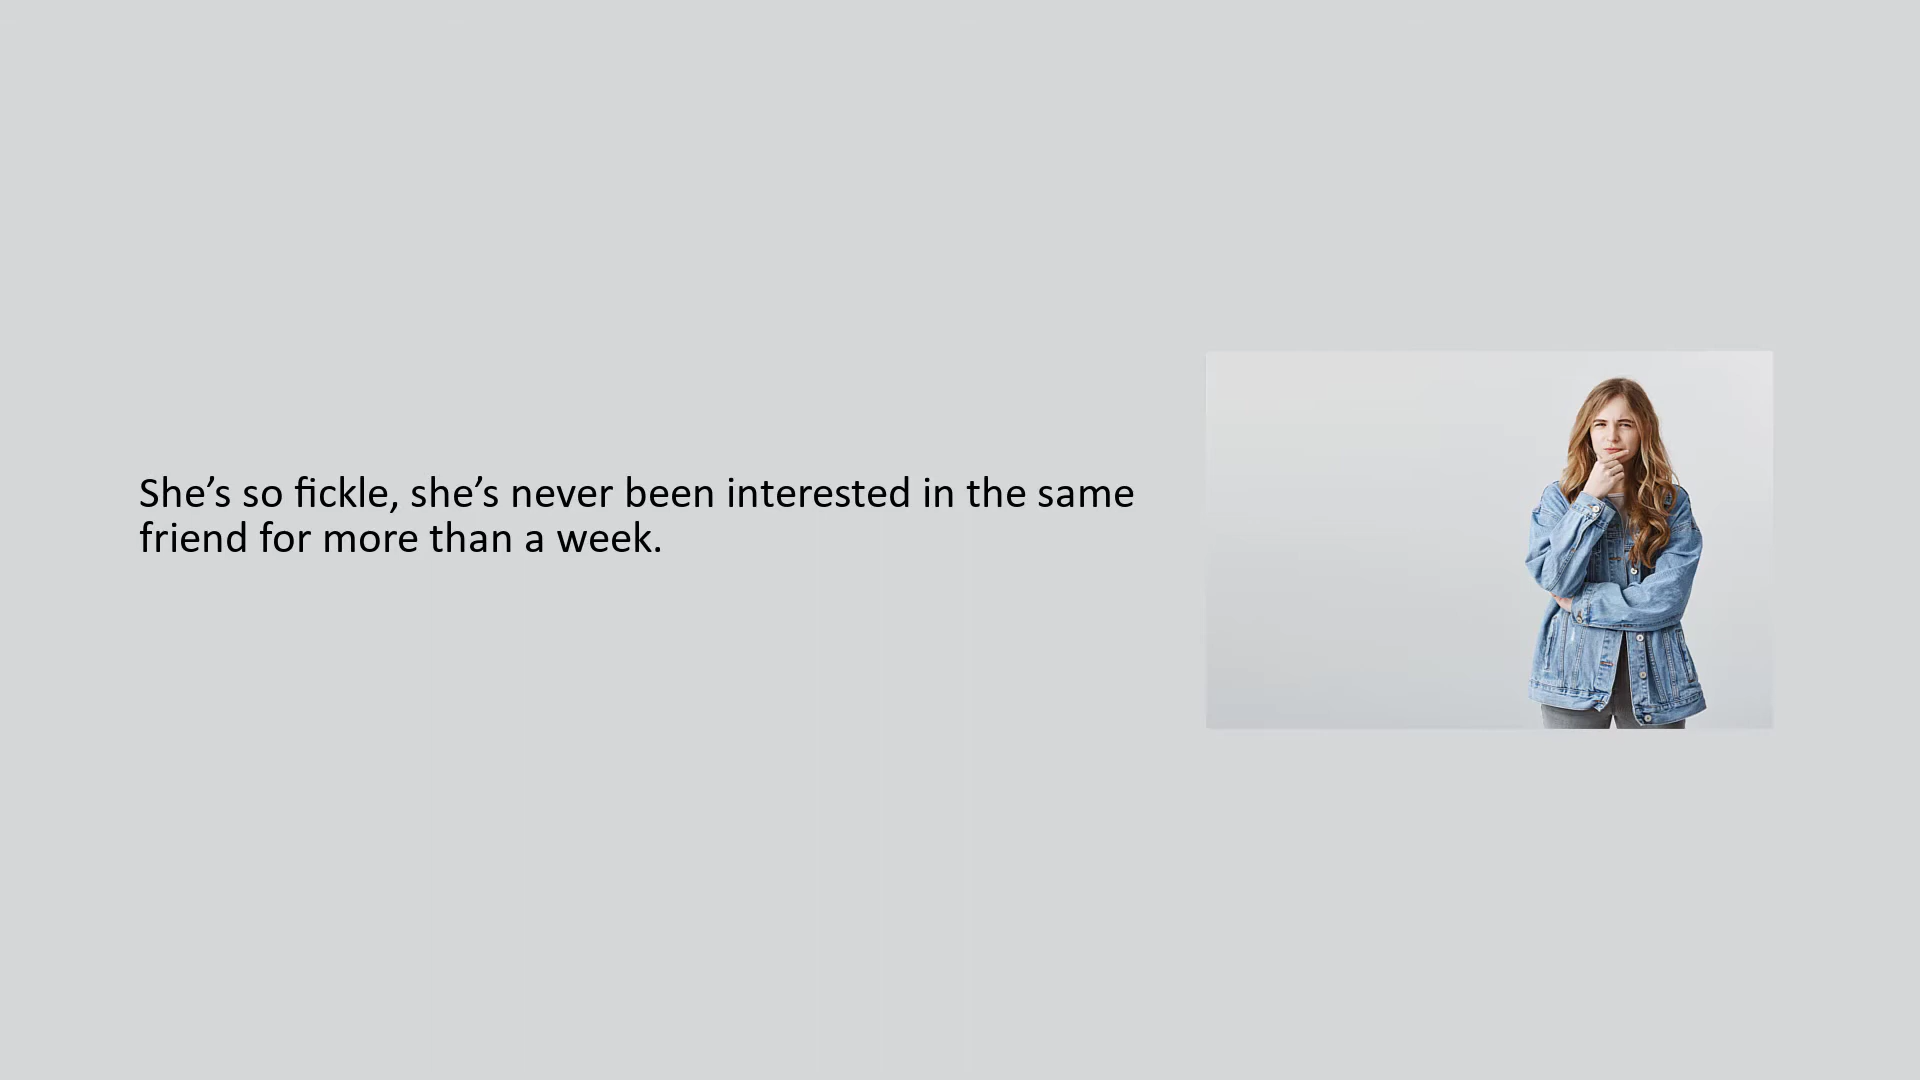 She’s so fickle, she’s never been interested in the same
friend for more than a week.